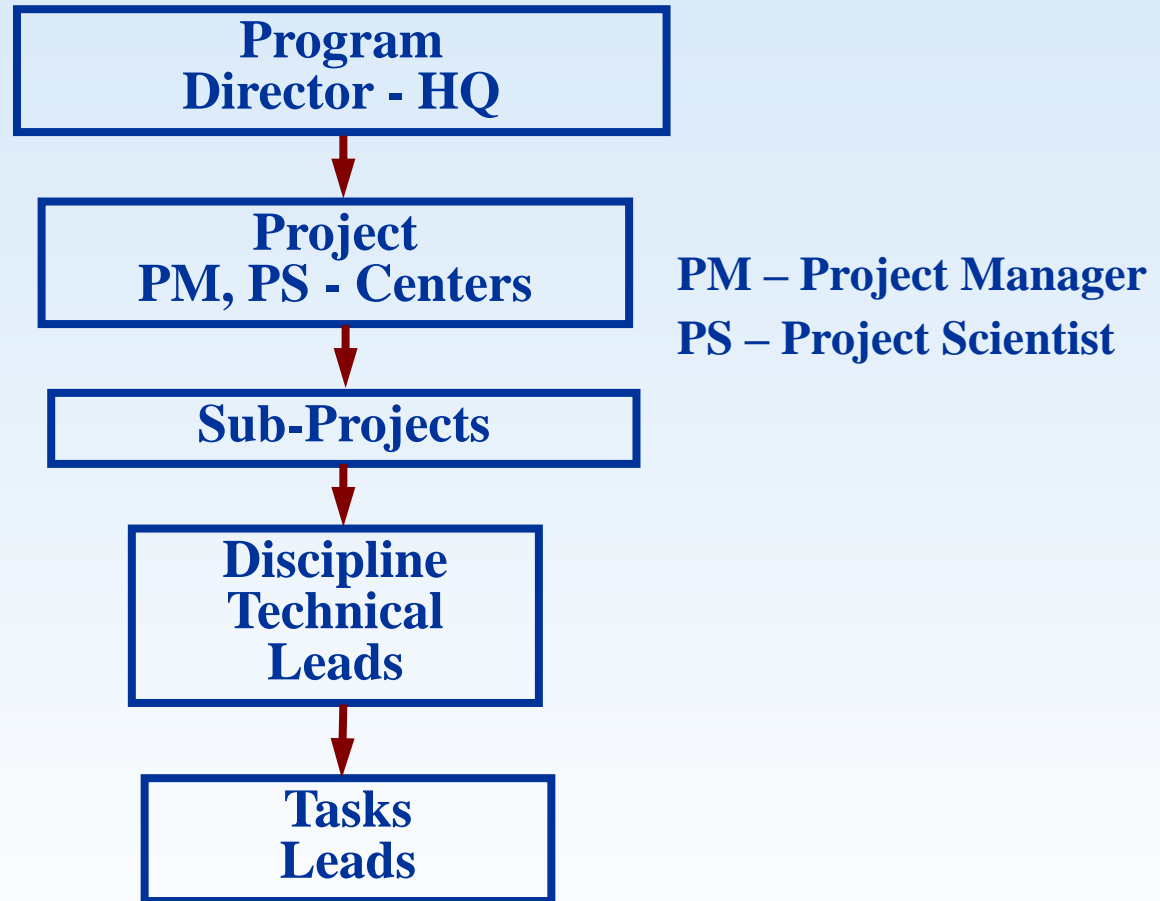 Program
Director - HQ
Project
PM, PS - Centers
PM – Project Manager
PS – Project Scientist
Sub-Projects
Discipline
Technical
Leads
Tasks
Leads